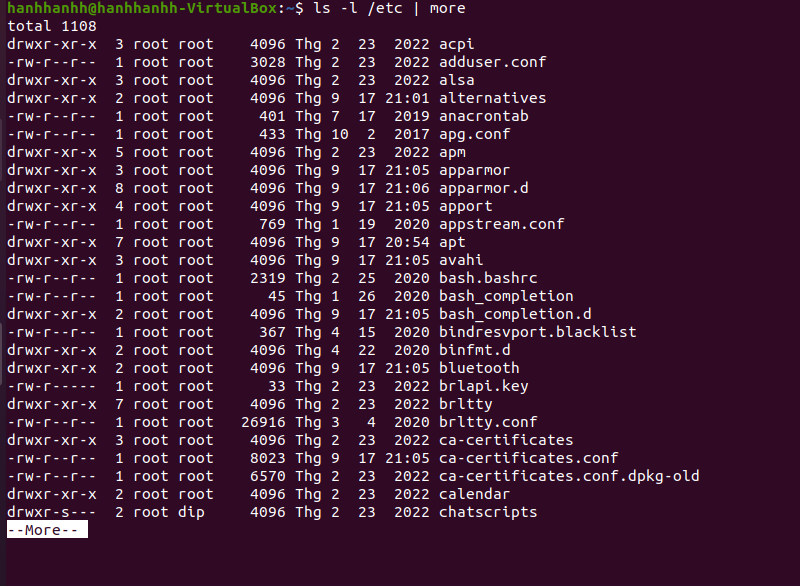 hanhhanhh@hanhhanhh-VirtualBox:~$ ls -l /etc | more
total 1108
drwxr-xr-x  3 root root    4096 Thg 2  23  2022 acpi
-rw-r--r--  1 root root    3028 Thg 2  23  2022 adduser.conf
drwxr-xr-x  3 root root    4096 Thg 2  23  2022 alsa
drwxr-xr-x  2 root root    4096 Thg 9  17 21:01 alternatives
-rw-r--r--  1 root root     401 Thg 7  17  2019 anacrontab
-rw-r--r--  1 root root     433 Thg 10  2  2017 apg.conf
drwxr-xr-x  5 root root    4096 Thg 2  23  2022 apm
drwxr-xr-x  3 root root    4096 Thg 9  17 21:05 apparmor
drwxr-xr-x  8 root root    4096 Thg 9  17 21:06 apparmor.d
drwxr-xr-x  4 root root    4096 Thg 9  17 21:05 apport
-rw-r--r--  1 root root     769 Thg 1  19  2020 appstream.conf
drwxr-xr-x  7 root root    4096 Thg 9  17 20:54 apt
drwxr-xr-x  3 root root    4096 Thg 9  17 21:05 avahi
-rw-r--r--  1 root root    2319 Thg 2  25  2020 bash.bashrc
-rw-r--r--  1 root root      45 Thg 1  26  2020 bash_completion
drwxr-xr-x  2 root root    4096 Thg 9  17 21:05 bash_completion.d
-rw-r--r--  1 root root     367 Thg 4  15  2020 bindresvport.blacklist
drwxr-xr-x  2 root root    4096 Thg 4  22  2020 binfmt.d
drwxr-xr-x  2 root root    4096 Thg 9  17 21:05 bluetooth
-rw-r-----  1 root root      33 Thg 2  23  2022 brlapi.key
drwxr-xr-x  7 root root    4096 Thg 2  23  2022 brltty
-rw-r--r--  1 root root   26916 Thg 3   4  2020 brltty.conf
drwxr-xr-x  3 root root    4096 Thg 2  23  2022 ca-certificates
-rw-r--r--  1 root root    8023 Thg 9  17 21:05 ca-certificates.conf
-rw-r--r--  1 root root    6570 Thg 2  23  2022 ca-certificates.conf.dpkg-old
drwxr-xr-x  2 root root    4096 Thg 2  23  2022 calendar
drwxr-s---  2 root dip     4096 Thg 2  23  2022 chatscripts
--More--